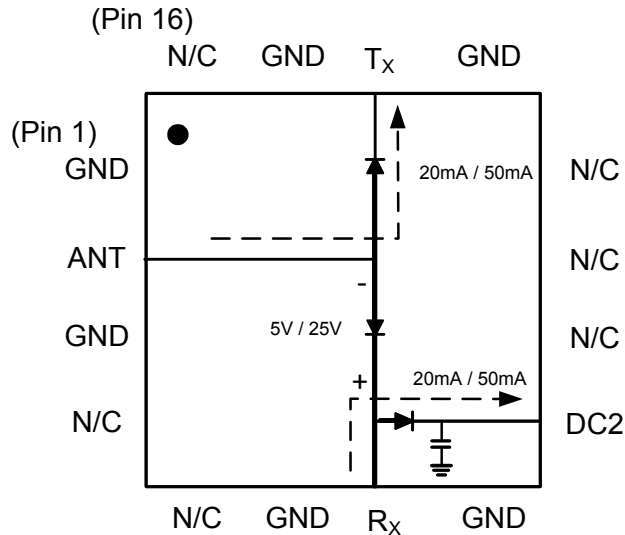 (Pin 16)
N/C GND TX GND
(Pin 1)
GND
20mA / 50mA
N/C
ANT
N/C
-
GND
5V / 25V
N/C
+
20mA / 50mA
N/C
DC2
N/C GND RX GND